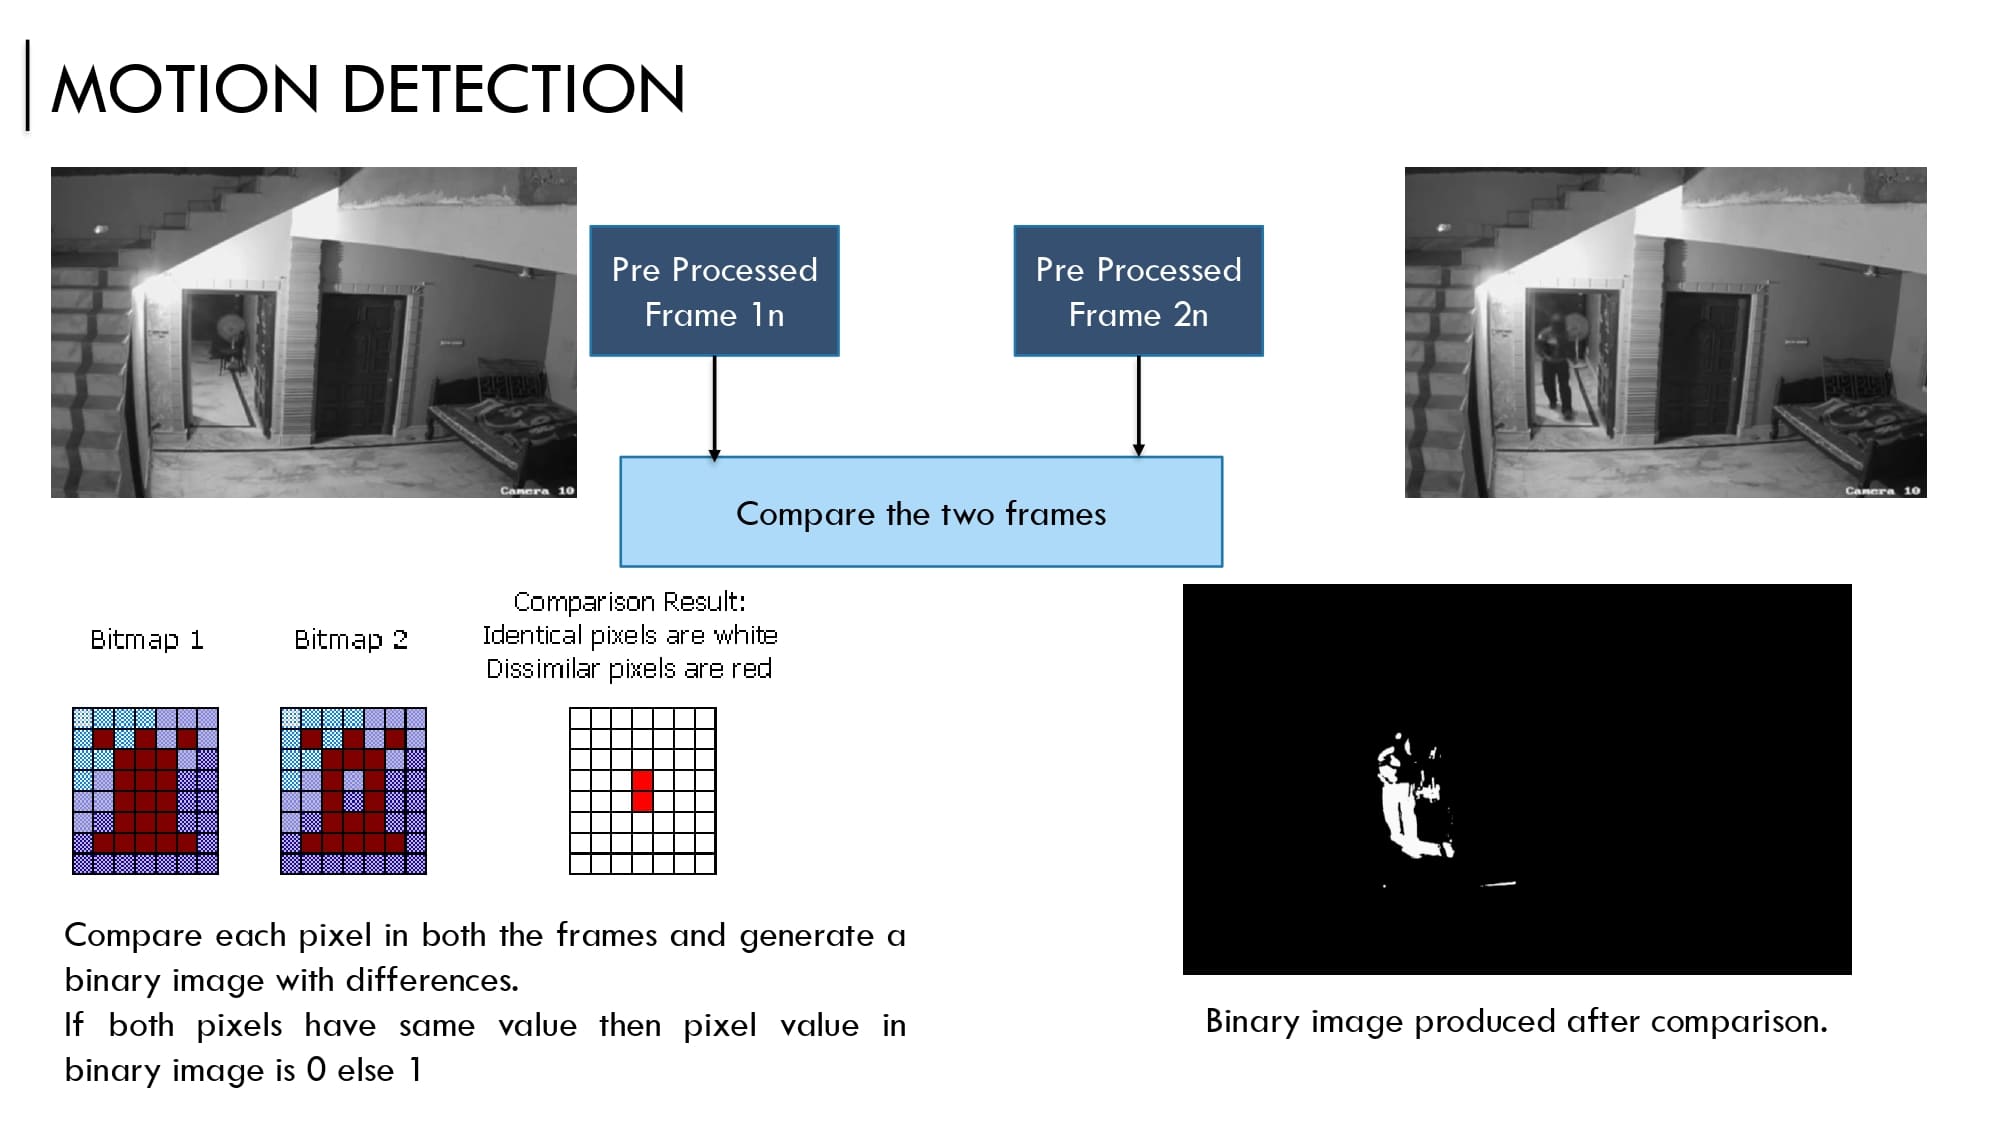 MOTION DETECTION
Camera 10
Pre Processed
Frame 1n
Pre Processed
Frame 2n
Camera 10
Compare the two frames
Bitmap 1
Bitmap 2
Comparison Result:
Identical pixels are white
Dissimilar pixels are red
Compare each pixel in both the frames and generate a
binary image with differences.
If both pixels have same value then pixel value in
binary image is 0 else 1
Binary image produced after comparison.